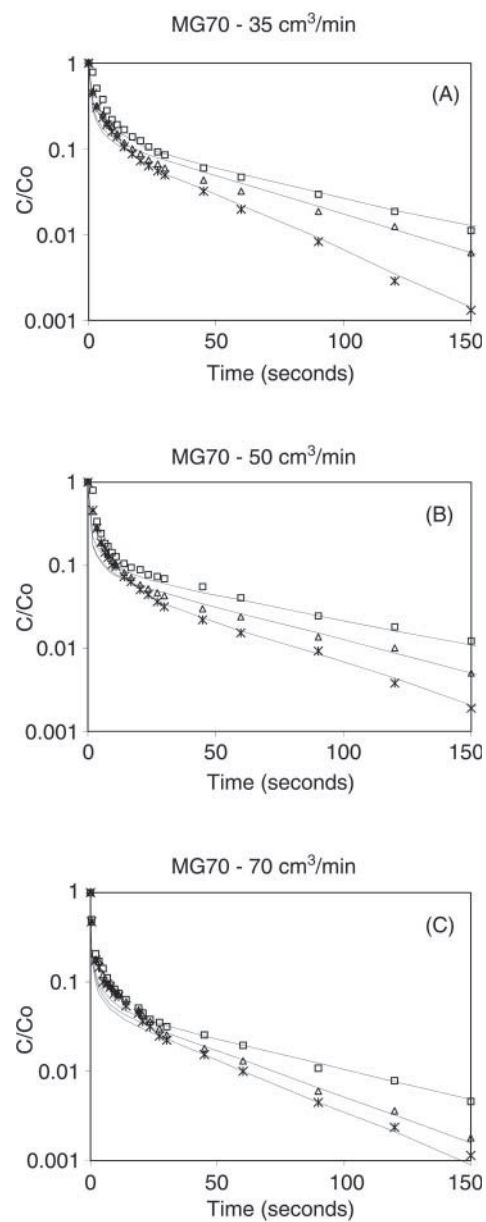 MG70 - 35 cm³/min
(A)
1
0.1
0.01
0.001
C/Co
0
50
100
150
Time (seconds)
MG70 - 50 cm³/min
(B)
1
0.1
0.01
0.001
C/Co
0
50
100
150
Time (seconds)
MG70 - 70 cm³/min
(C)
1
0.1
0.01
0.001
C/Co
0
50
100
150
Time (seconds)